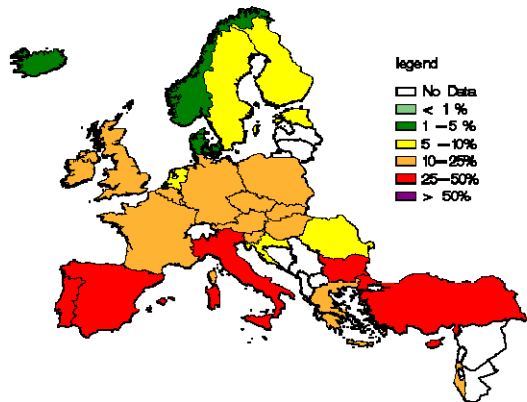 legend
No Data
< 1 %
1 –5 %
5 –10%
10–25%
25–50%
> 50%